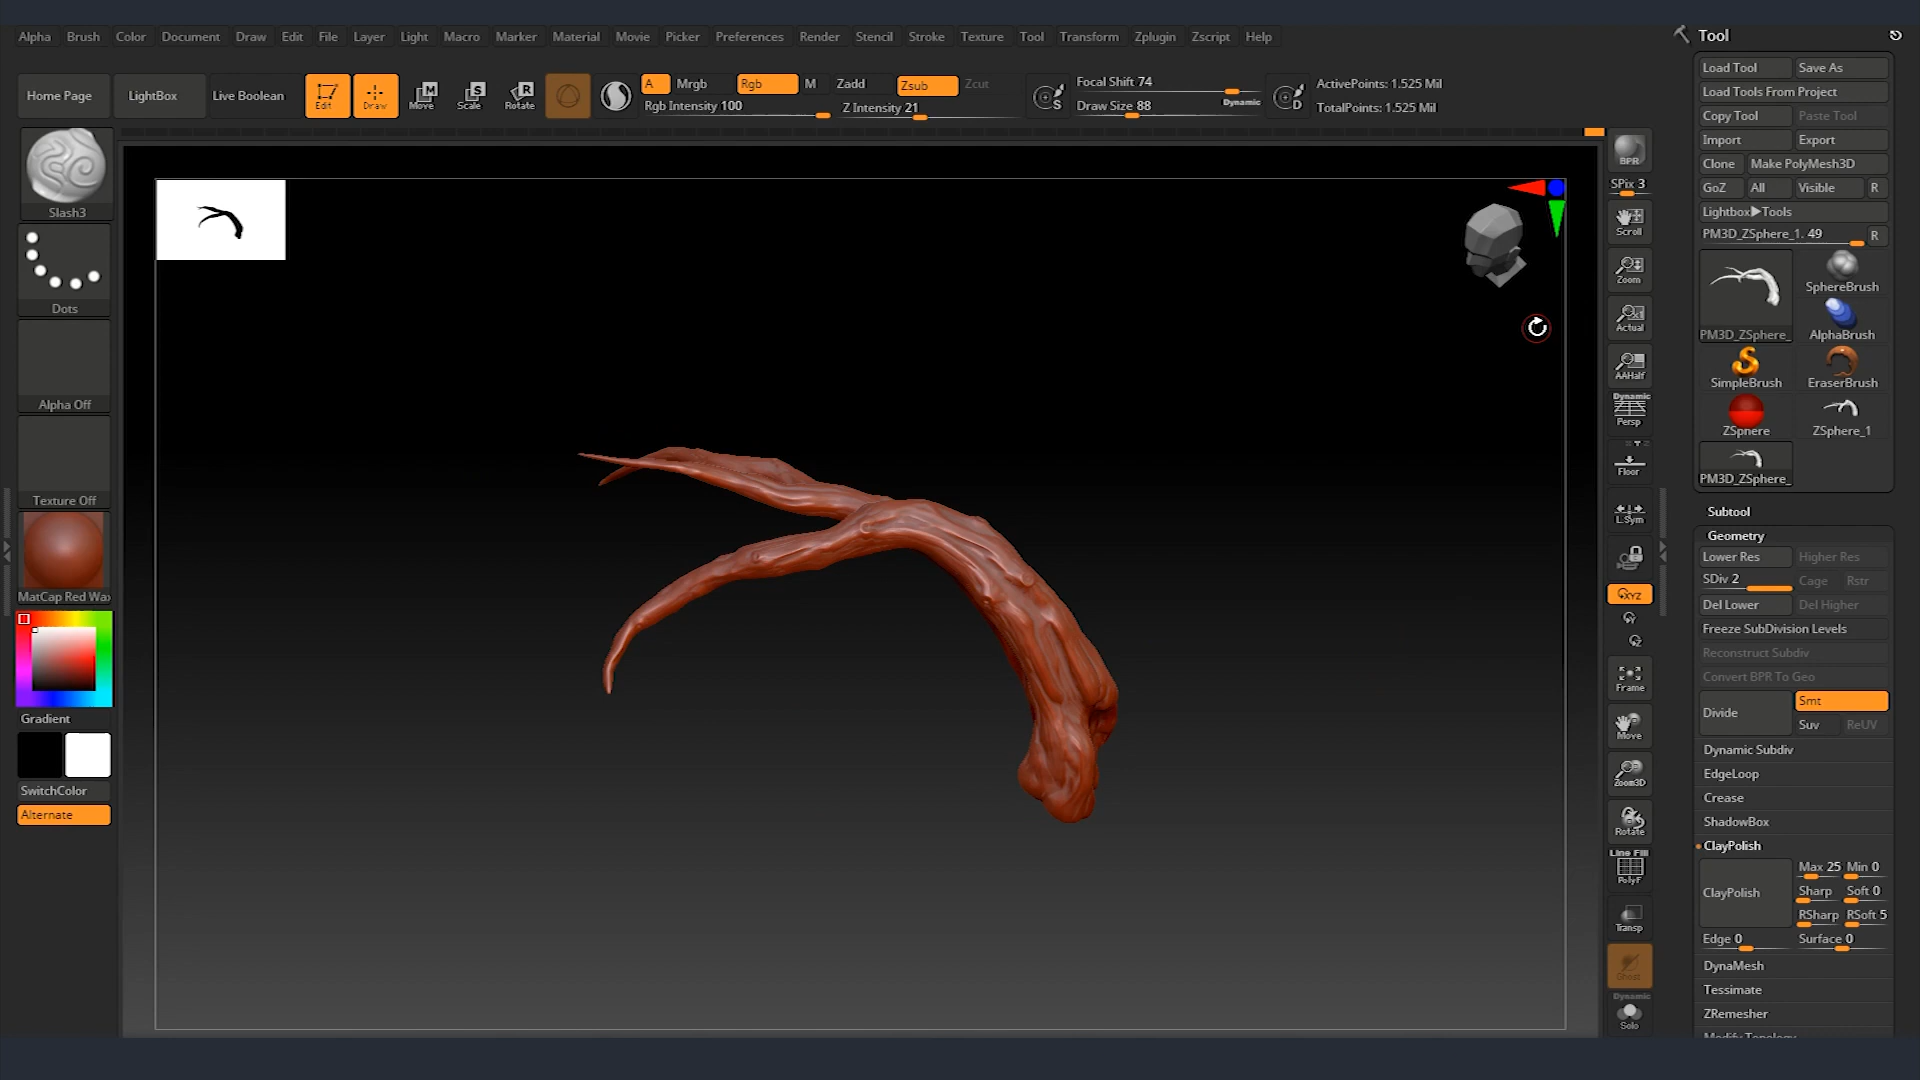 Alpha Brush Color Document Draw Edit File Layer Light Macro Marker Material Movie Picker Preferences Render Stencil Stroke Texture Tool Transform Zplugin Zscript Help
Tool
Home Page LightBox Live Boolean Edit Draw Move Scale Rotate
A Mrgb Rgb M Zadd Zsub Zcut
Rgb Intensity 100 Z Intensity 21
Focal Shift 74
Draw Size 88 Dynamic
ActivePoints: 1.525 Mil
TotalPoints: 1.525 Mil
Slash3
Dots
Alpha Off
Texture Off
MatCap Red Wax
Gradient
SwitchColor
Alternate
BPR
SPix 3
Scroll
Zoom
Actual
AAHalf
Dynamic
Persp
Floor
L.Sym
XYZ
Frame
Move
Zoom3D
Rotate
Line Fill
PolyF
Transp
Ghost
Dynamic
Solo
Load Tool Save As
Load Tools From Project
Copy Tool Paste Tool
Import Export
Clone Make PolyMesh3D
GoZ All Visible R
Lightbox▶Tools
PM3D_ZSphere_1. 49 R
PM3D_ZSphere_ SphereBrush
AlphaBrush
SimpleBrush EraserBrush
ZSphere ZSphere_1
PM3D_ZSphere_
Subtool
Geometry
Lower Res Higher Res
SDiv 2 Cage Rstr
Del Lower Del Higher
Freeze SubDivision Levels
Reconstruct Subdiv
Convert BPR To Geo
Divide Smt
Suv ReUV
Dynamic Subdiv
EdgeLoop
Crease
ShadowBox
ClayPolish
ClayPolish Max 25 Min 0
Sharp Soft 0
RSharp RSoft 5
Edge 0 Surface 0
DynaMesh
Tessimate
ZRemesher
Modify Topology